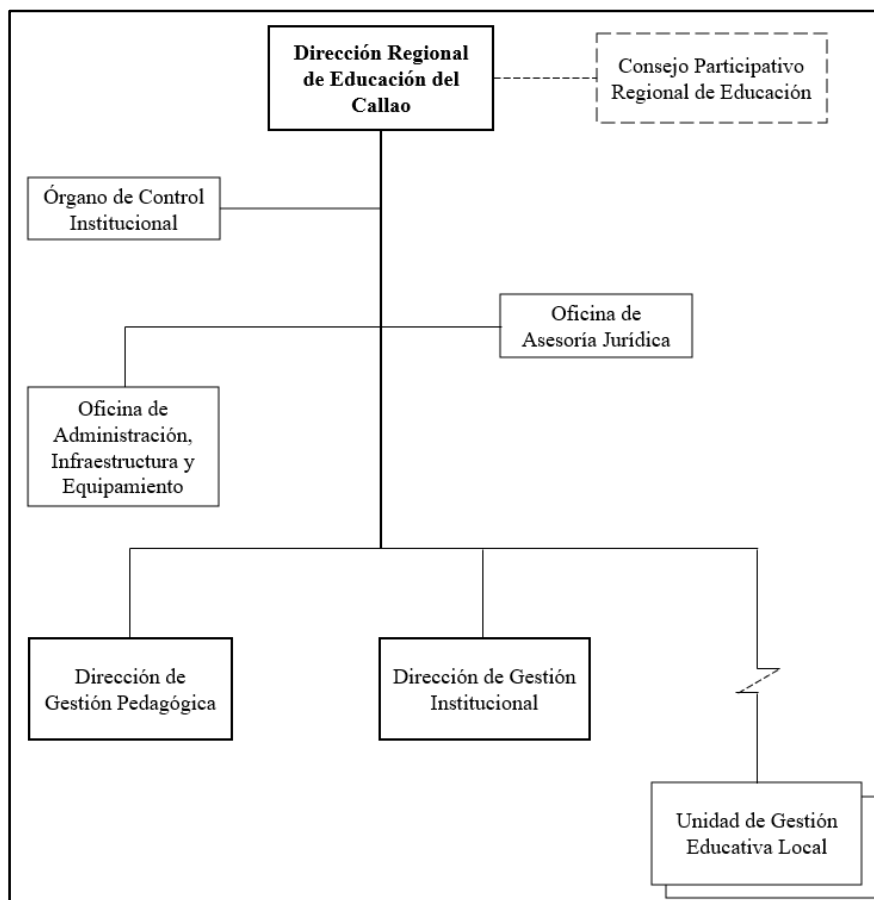 Dirección Regional
de Educación del
Callao
Consejo Participativo
Regional de Educación
Órgano de Control
Institucional
Oficina de
Asesoría Jurídica
Oficina de
Administración,
Infraestructura y
Equipamiento
Dirección de
Gestión Pedagógica
Dirección de Gestión
Institucional
Unidad de Gestión
Educativa Local